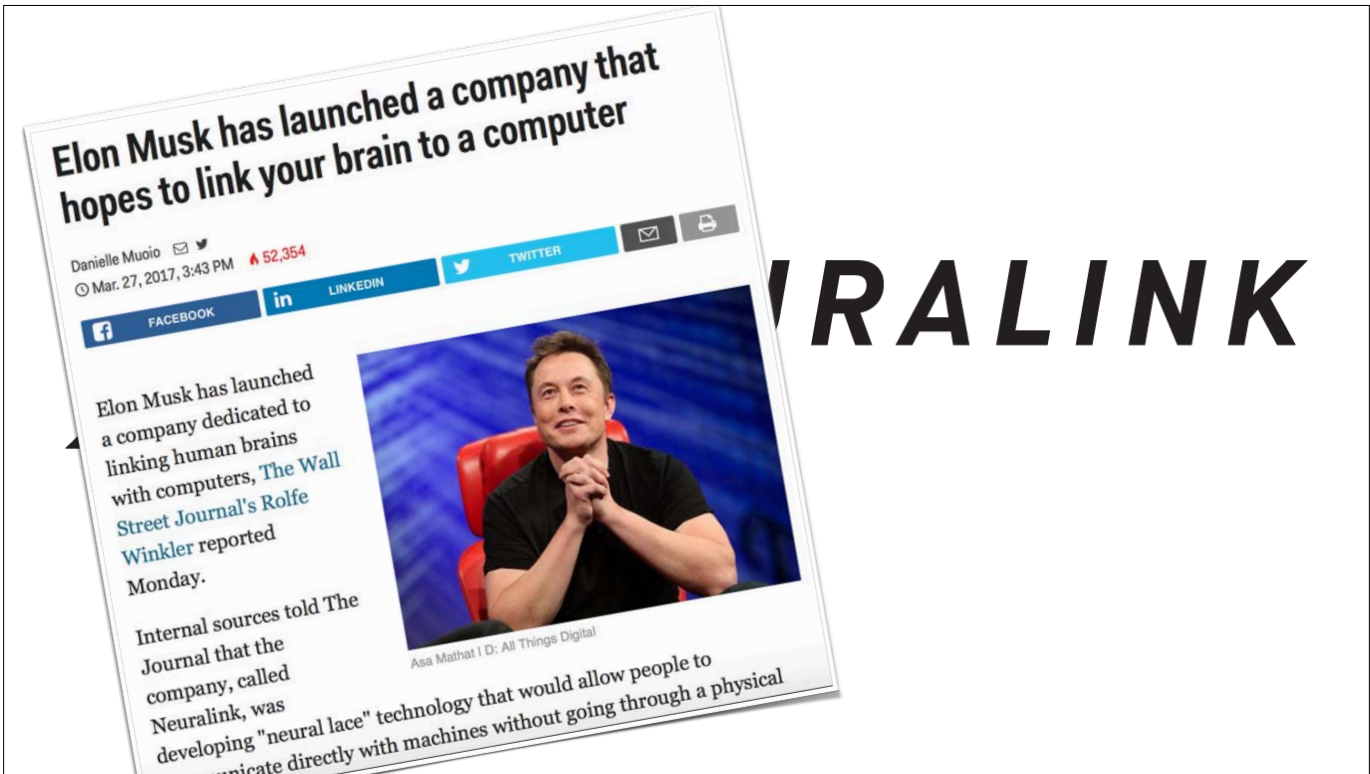 Elon Musk has launched a company that
hopes to link your brain to a computer
Danielle Muoio
Mar. 27, 2017, 3:43 PM 52,354
FACEBOOK
in LINKEDIN
TWITTER
Elon Musk has launched
a company dedicated to
linking human brains
with computers, The Wall
Street Journal's Rolfe
Winkler reported
Monday.
Asa Mathat | D: All Things Digital
Internal sources told The
Journal that the
company, called
Neuralink, was
developing "neural lace" technology that would allow people to
directly with machines without going through a physical
RALINK